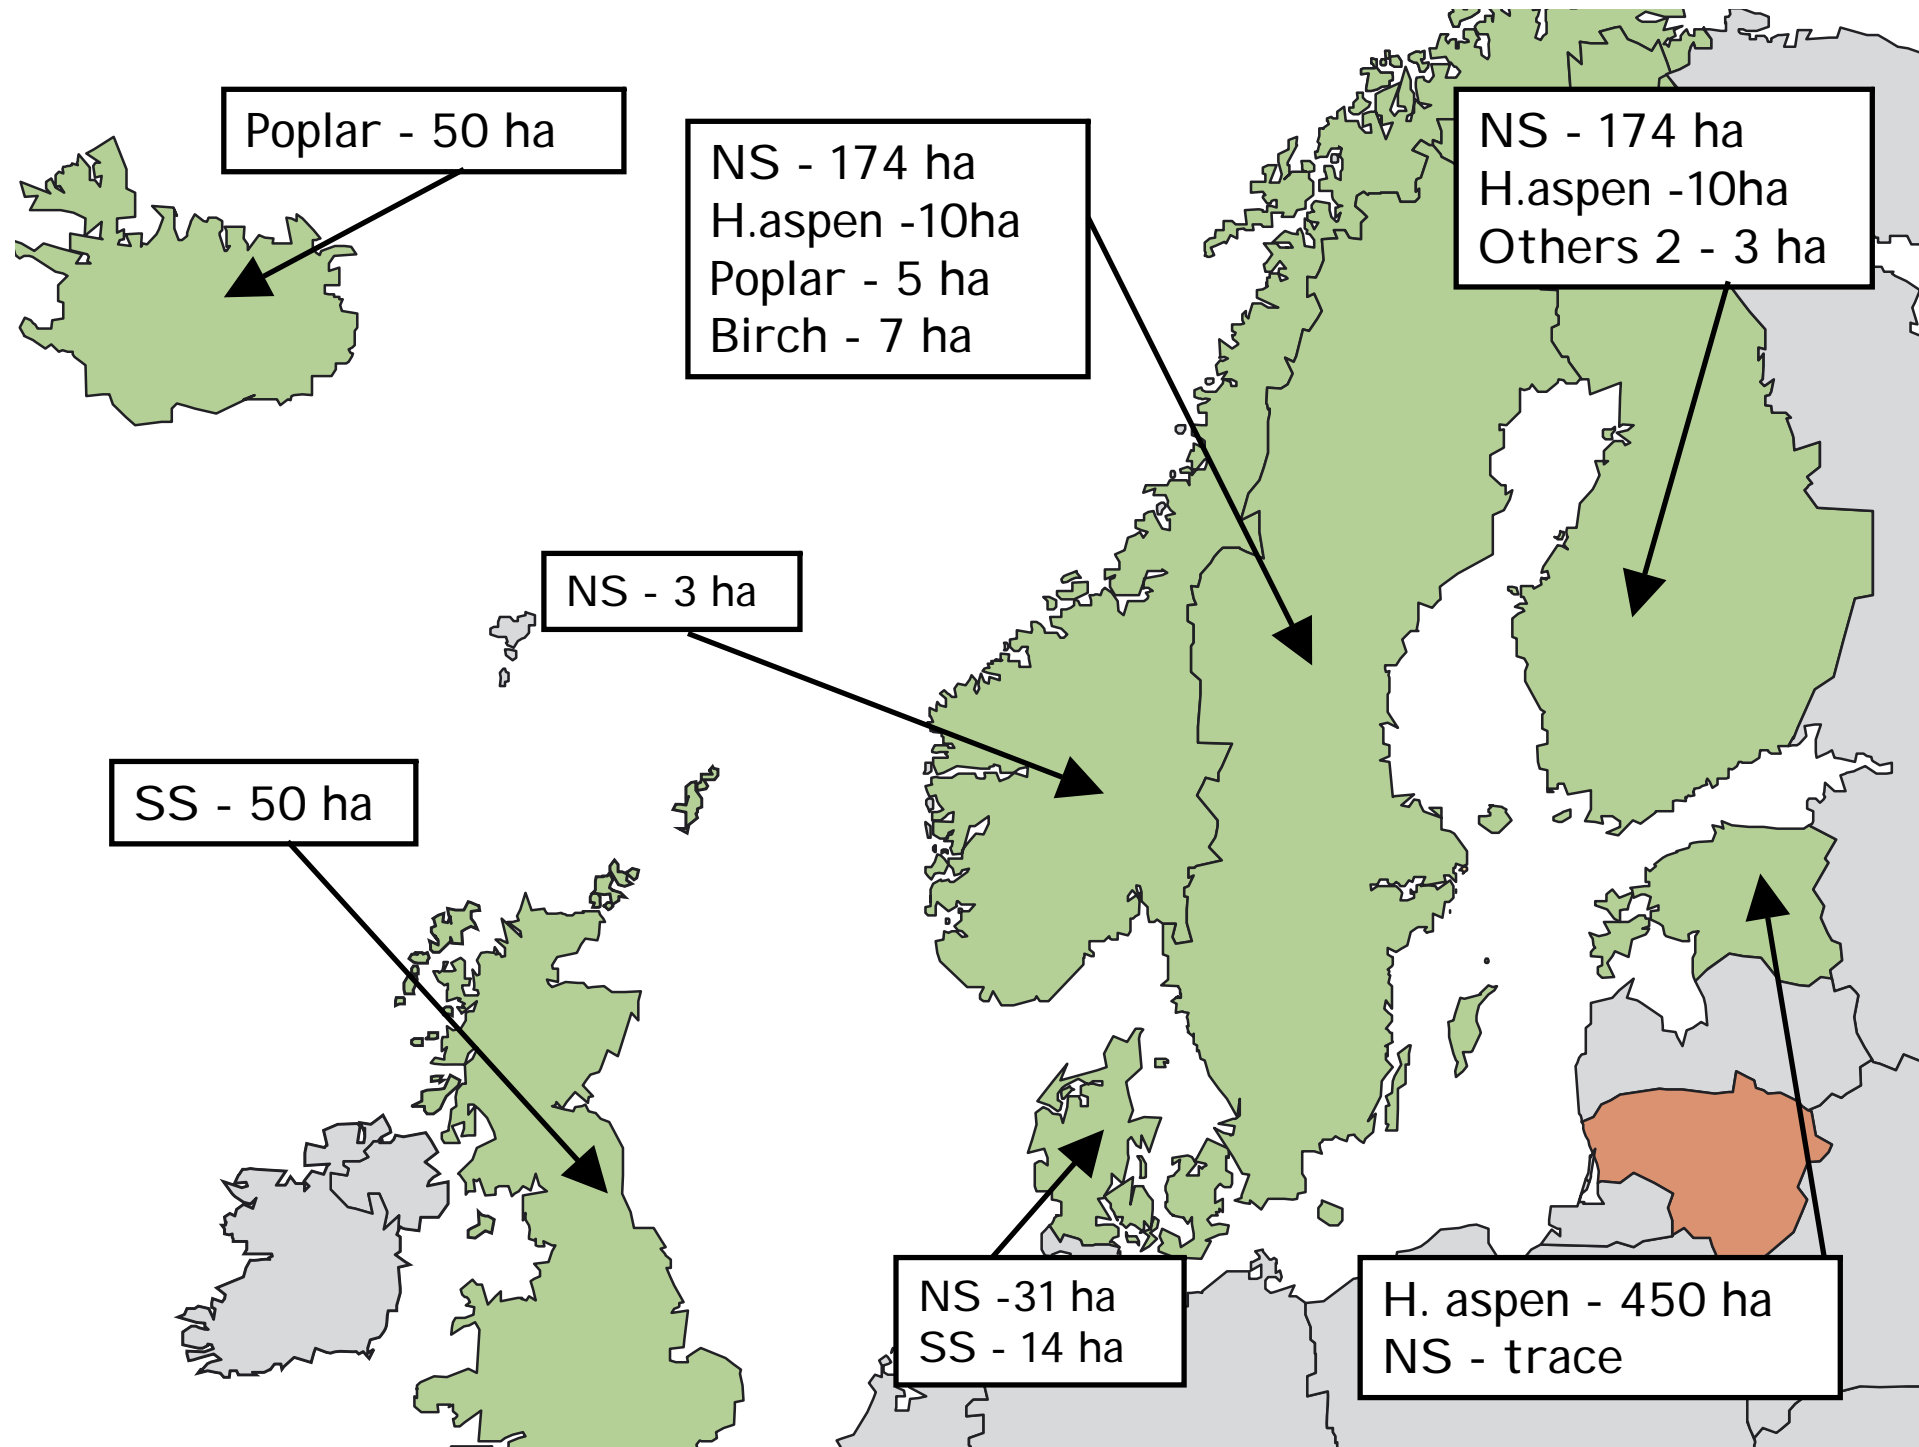 Poplar - 50 ha
NS - 174 ha
H.aspen -10ha
Poplar - 5 ha
Birch - 7 ha
NS - 174 ha
H.aspen -10ha
Others 2 - 3 ha
NS - 3 ha
SS - 50 ha
NS -31 ha
SS - 14 ha
H. aspen - 450 ha
NS - trace